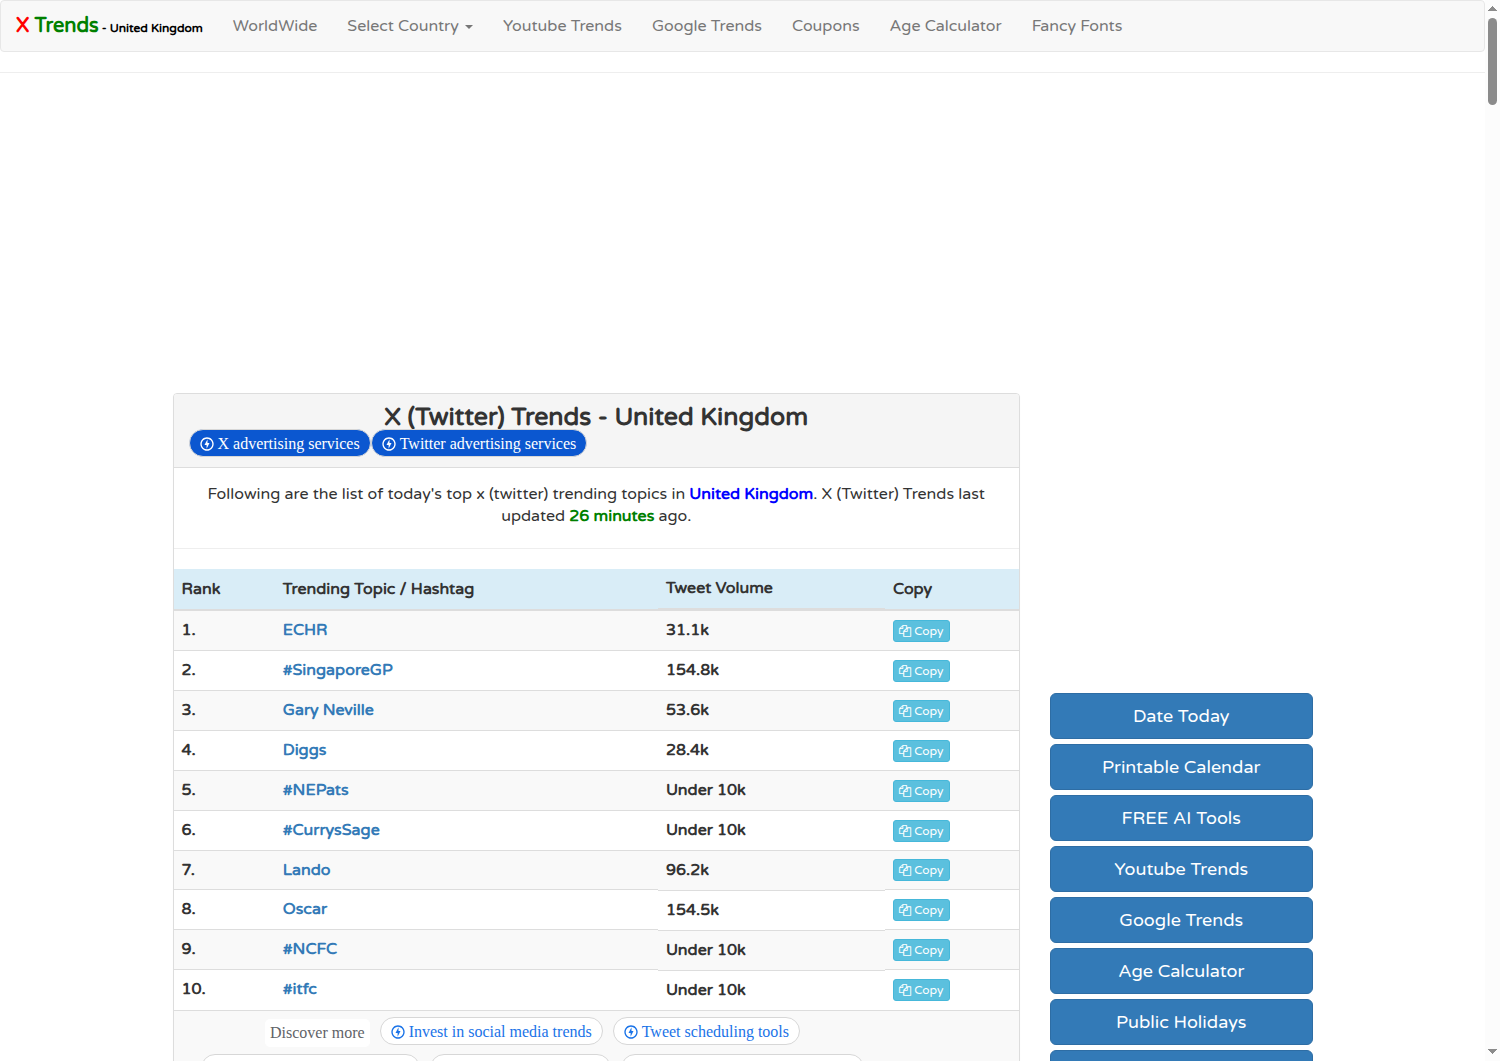 X Trends - United Kingdom WorldWide Select Country Youtube Trends Google Trends Coupons Age Calculator Fancy Fonts
X (Twitter) Trends - United Kingdom
X advertising services Twitter advertising services
Following are the list of today's top x (twitter) trending topics in United Kingdom. X (Twitter) Trends last
updated 26 minutes ago.
Rank Trending Topic / Hashtag Tweet Volume Copy
1. ECHR 31.1k Copy
2. #SingaporeGP 154.8k Copy
3. Gary Neville 53.6k Copy
4. Diggs 28.4k Copy
5. #NEPats Under 10k Copy
6. #CurrysSage Under 10k Copy
7. Lando 96.2k Copy
8. Oscar 154.5k Copy
9. #NCFC Under 10k Copy
10. #itfc Under 10k Copy
Discover more Invest in social media trends Tweet scheduling tools
Date Today
Printable Calendar
FREE AI Tools
Youtube Trends
Google Trends
Age Calculator
Public Holidays